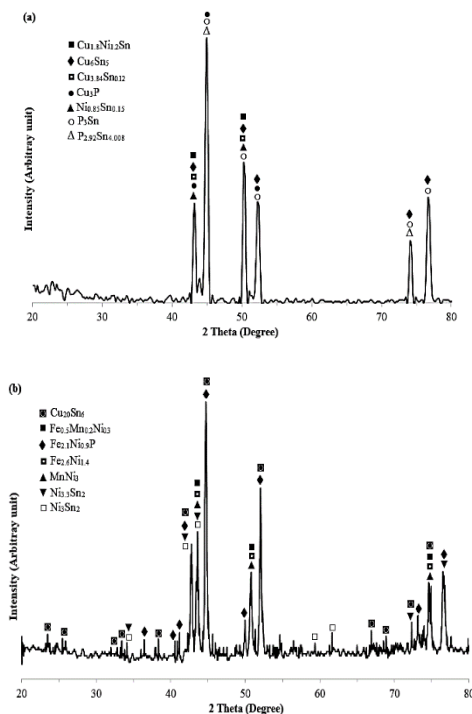 (a)
Cu1.8Ni1.2Sn
Cu6Sn5
Cu3.84Sn0.12
Cu3P
Ni0.85Sn0.15
P3Sn
P2.92Sn4.008
Intensity (Arbitray unit)
20 30 40 50 60 70 80
2 Theta (Degree)
(b)
Cu20Sn6
Fe0.5Mn0.2Ni0.3
Fe2.1Ni0.9P
Fe2.6Ni1.4
MnNi3
Ni3.3Sn2
Ni3Sn2
Intensity (Arbitray unit)
20 30 40 50 60 70 80
2 Theta (Degree)